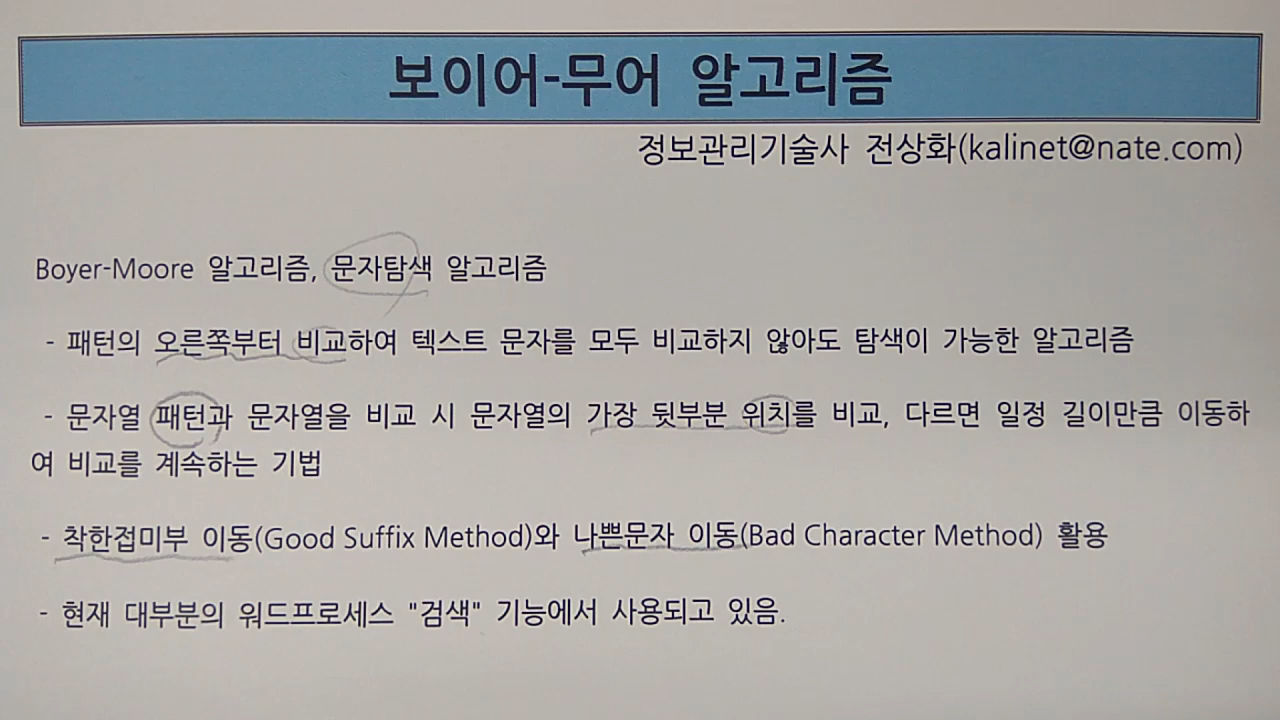 보이어-무어 알고리즘
정보관리기술사 전상화(kalinet@nate.com)
Boyer-Moore 알고리즘, 문자탐색 알고리즘
- 패턴의 오른쪽부터 비교하여 텍스트 문자를 모두 비교하지 않아도 탐색이 가능한 알고리즘
- 문자열 패턴과 문자열을 비교 시 문자열의 가장 뒷부분 위치를 비교, 다르면 일정 길이만큼 이동하
여 비교를 계속하는 기법
- 착한접미부 이동(Good Suffix Method)와 나쁜문자 이동(Bad Character Method) 활용
- 현재 대부분의 워드프로세스 "검색" 기능에서 사용되고 있음.